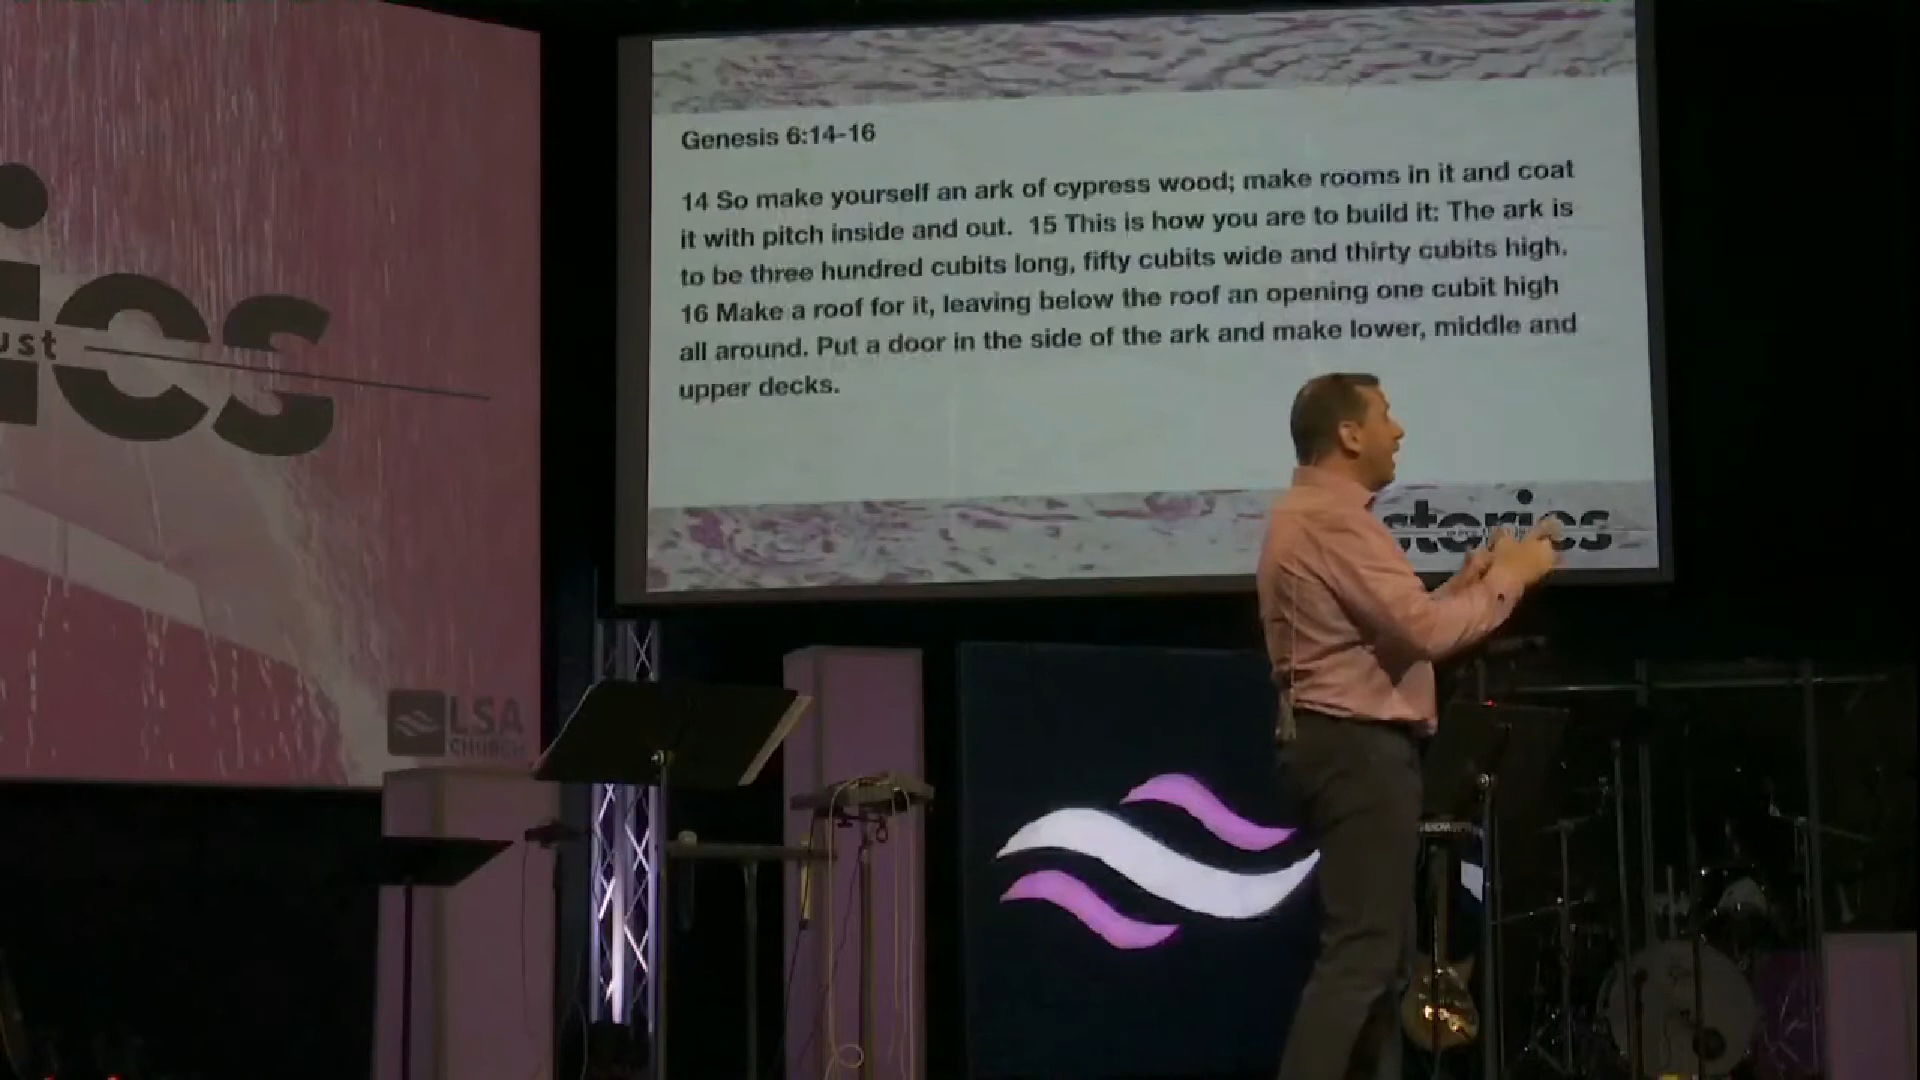 Genesis 6:14-16
14 So make yourself an ark of cypress wood; make rooms in it and coat
it with pitch inside and out. 15 This is how you are to build it: The ark is
to be three hundred cubits long, fifty cubits wide and thirty cubits high.
16 Make a roof for it, leaving below the roof an opening one cubit high
all around. Put a door in the side of the ark and make lower, middle and
upper decks.
stories
ies
ust
LSA
CHURCH